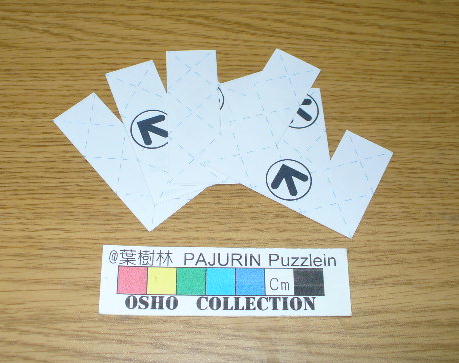 @葉樹林 PAJURIN Puzzlein
Cm
OSHO COLLECTION